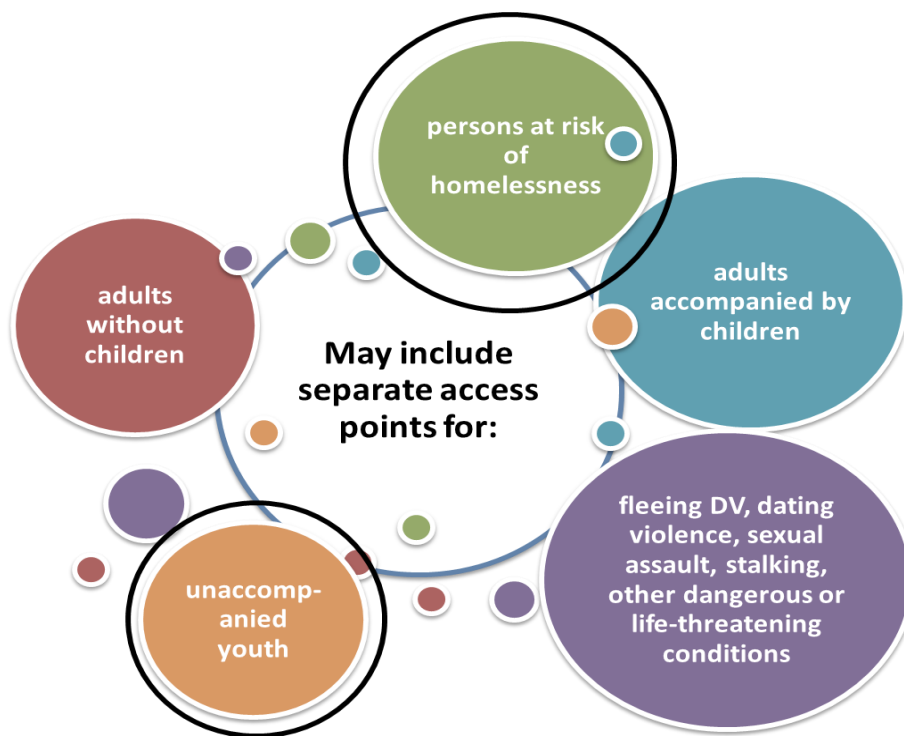 persons at risk
of
homelessness
adults
without
children
adults
accompanied by
children
May include
separate access
points for:
fleeing DV, dating
violence, sexual
assault, stalking,
other dangerous or
life-threatening
conditions
unaccomp-
anied
youth